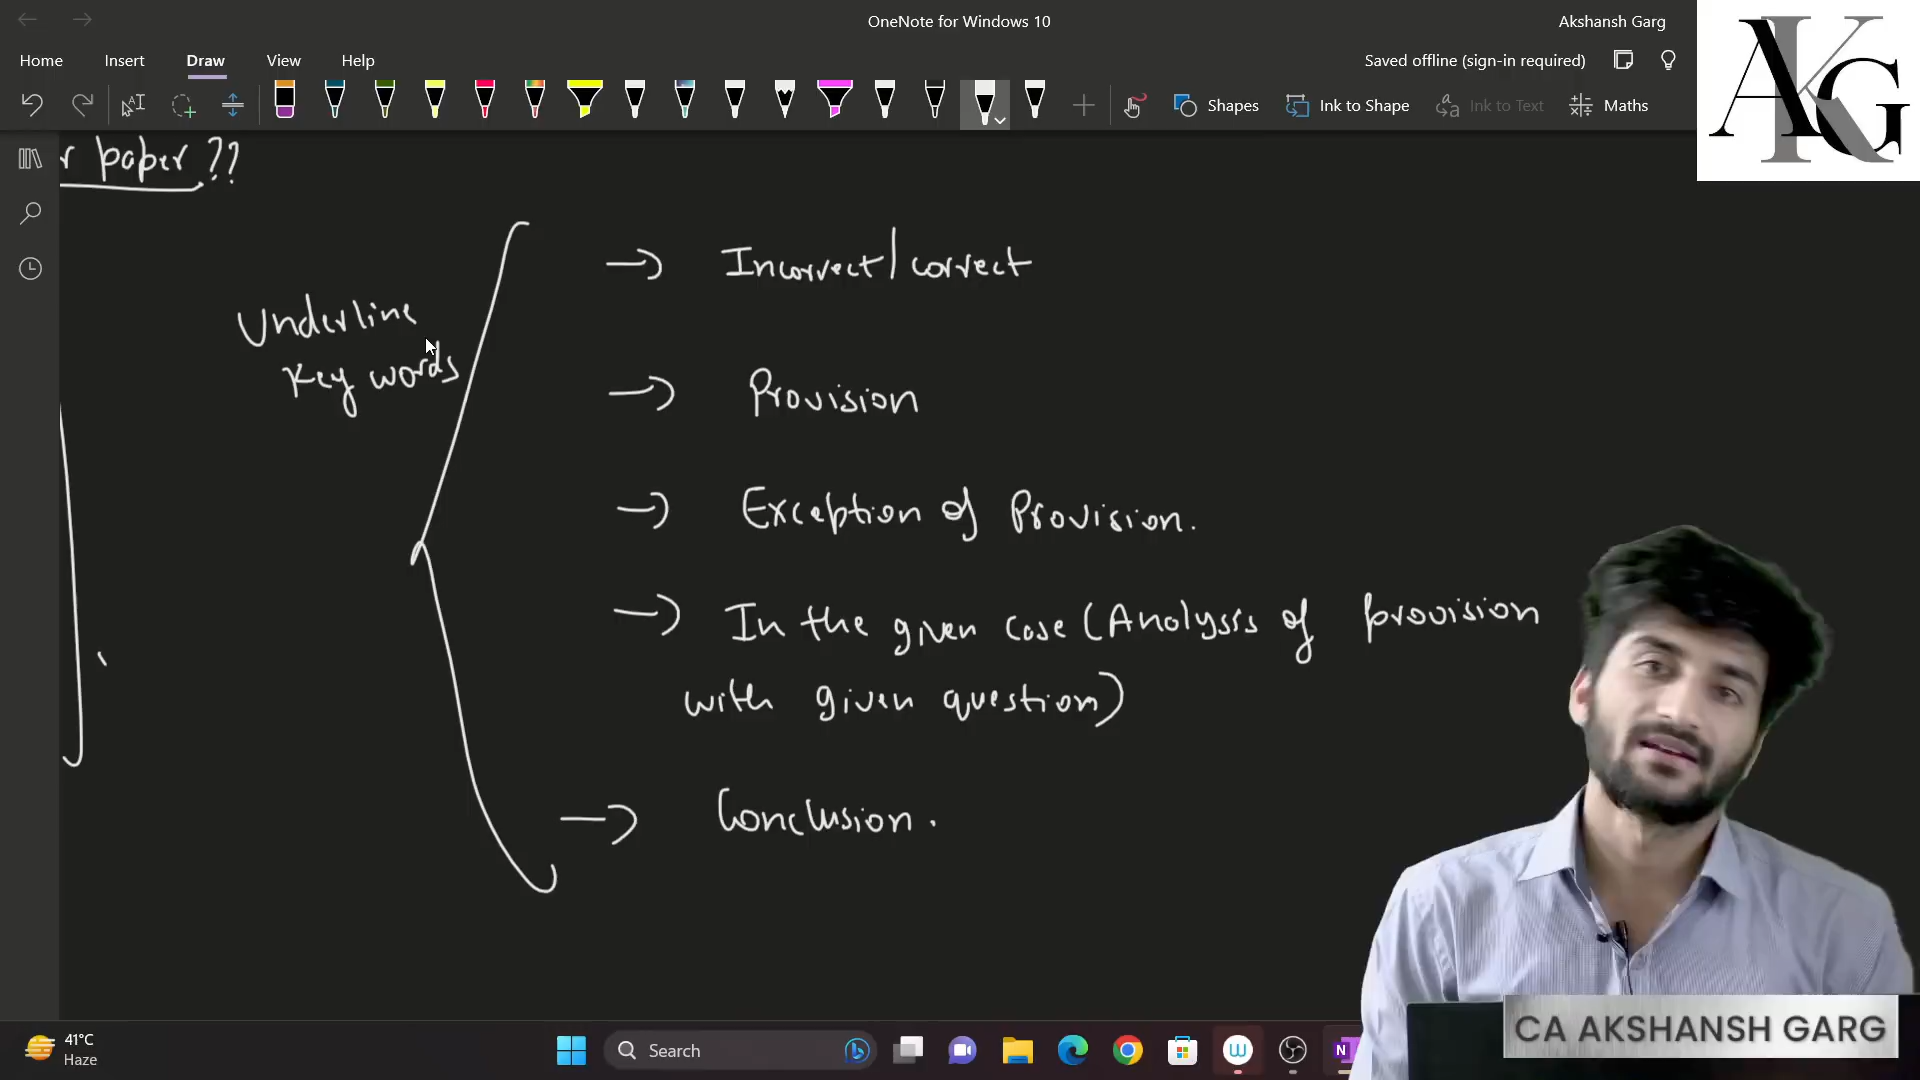 OneNote for Windows 10
Akshansh Garg
Home
Insert
Draw
View
Help
Saved offline (sign-in required)
Shapes
Ink to Shape
Ink to Text
Maths
AKG
r paper ??
Underline
Key words
→ Incorrect/correct
→ Provision
→ Exception of Provision.
→ In the given case (Analysis of provision
with given question)
→ Conclusion.
CA AKSHANSH GARG
41°C
Haze
Search